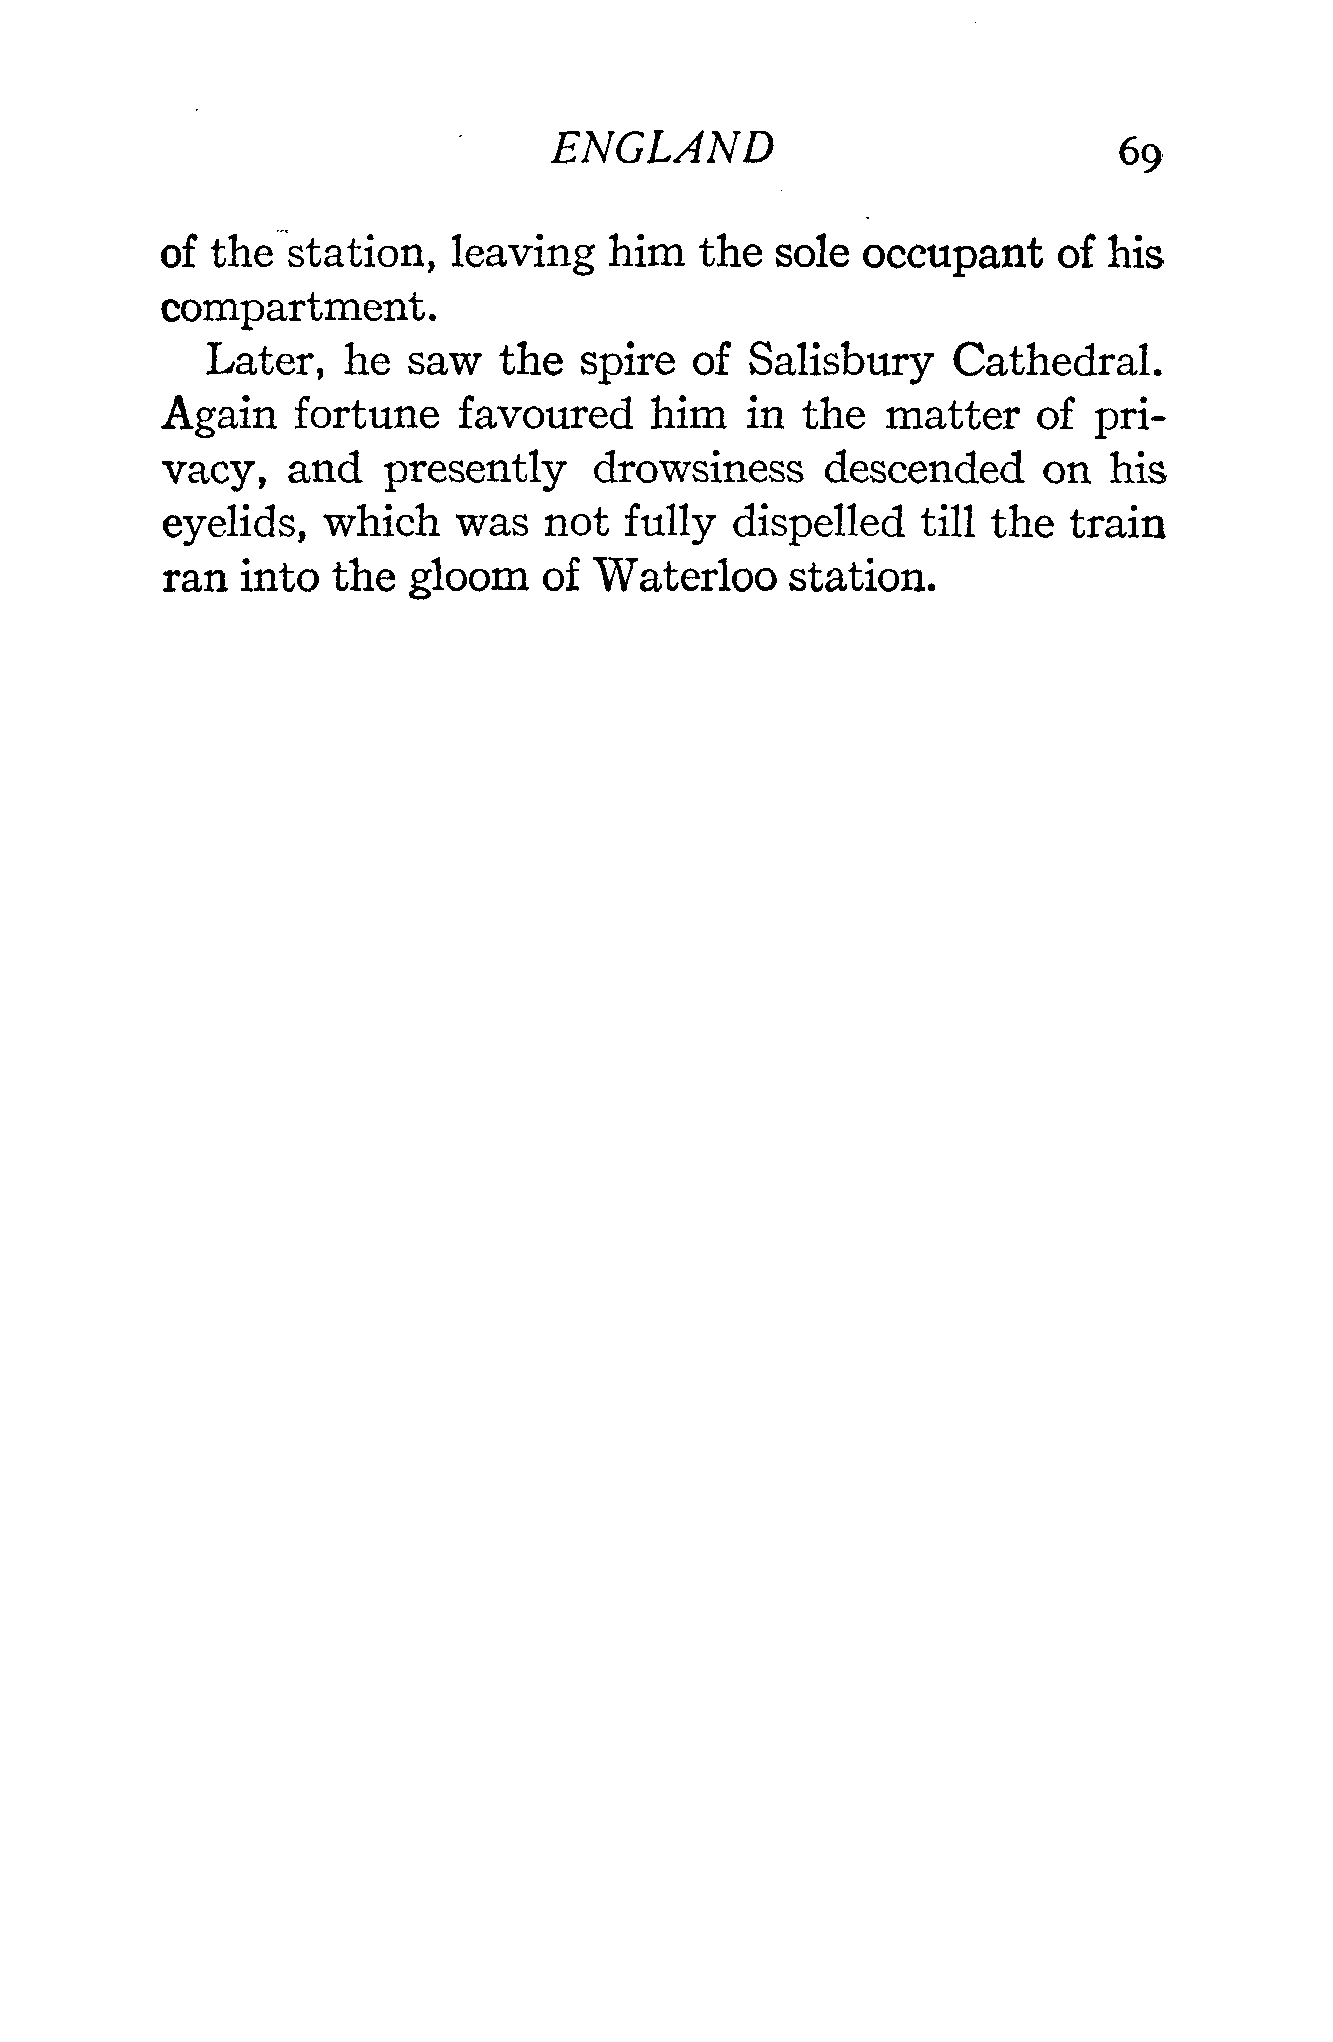 ENGLAND 69
of the station, leaving him the sole occupant of his
compartment.
Later, he saw the spire of Salisbury Cathedral.
Again fortune favoured him in the matter of pri-
vacy, and presently drowsiness descended on his
eyelids, which was not fully dispelled till the train
ran into the gloom of Waterloo station.